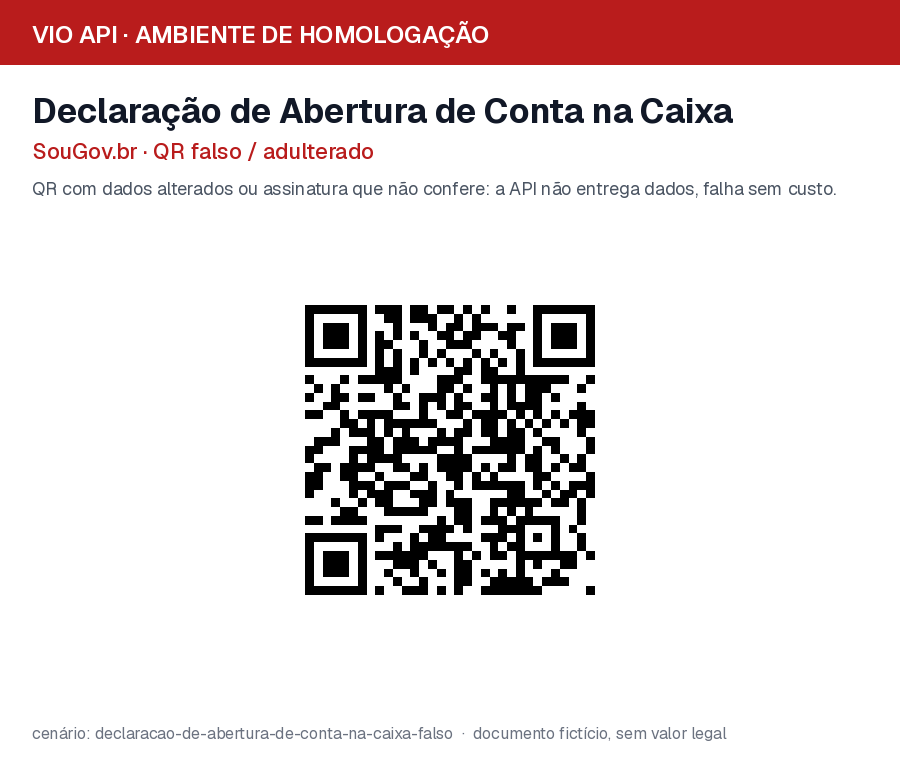 VIO API · AMBIENTE DE HOMOLOGAÇÃO
Declaração de Abertura de Conta na Caixa
SouGov.br · QR falso / adulterado
QR com dados alterados ou assinatura que não confere: a API não entrega dados, falha sem custo.
cenário: declaracao-de-abertura-de-conta-na-caixa-falso · documento fictício, sem valor legal